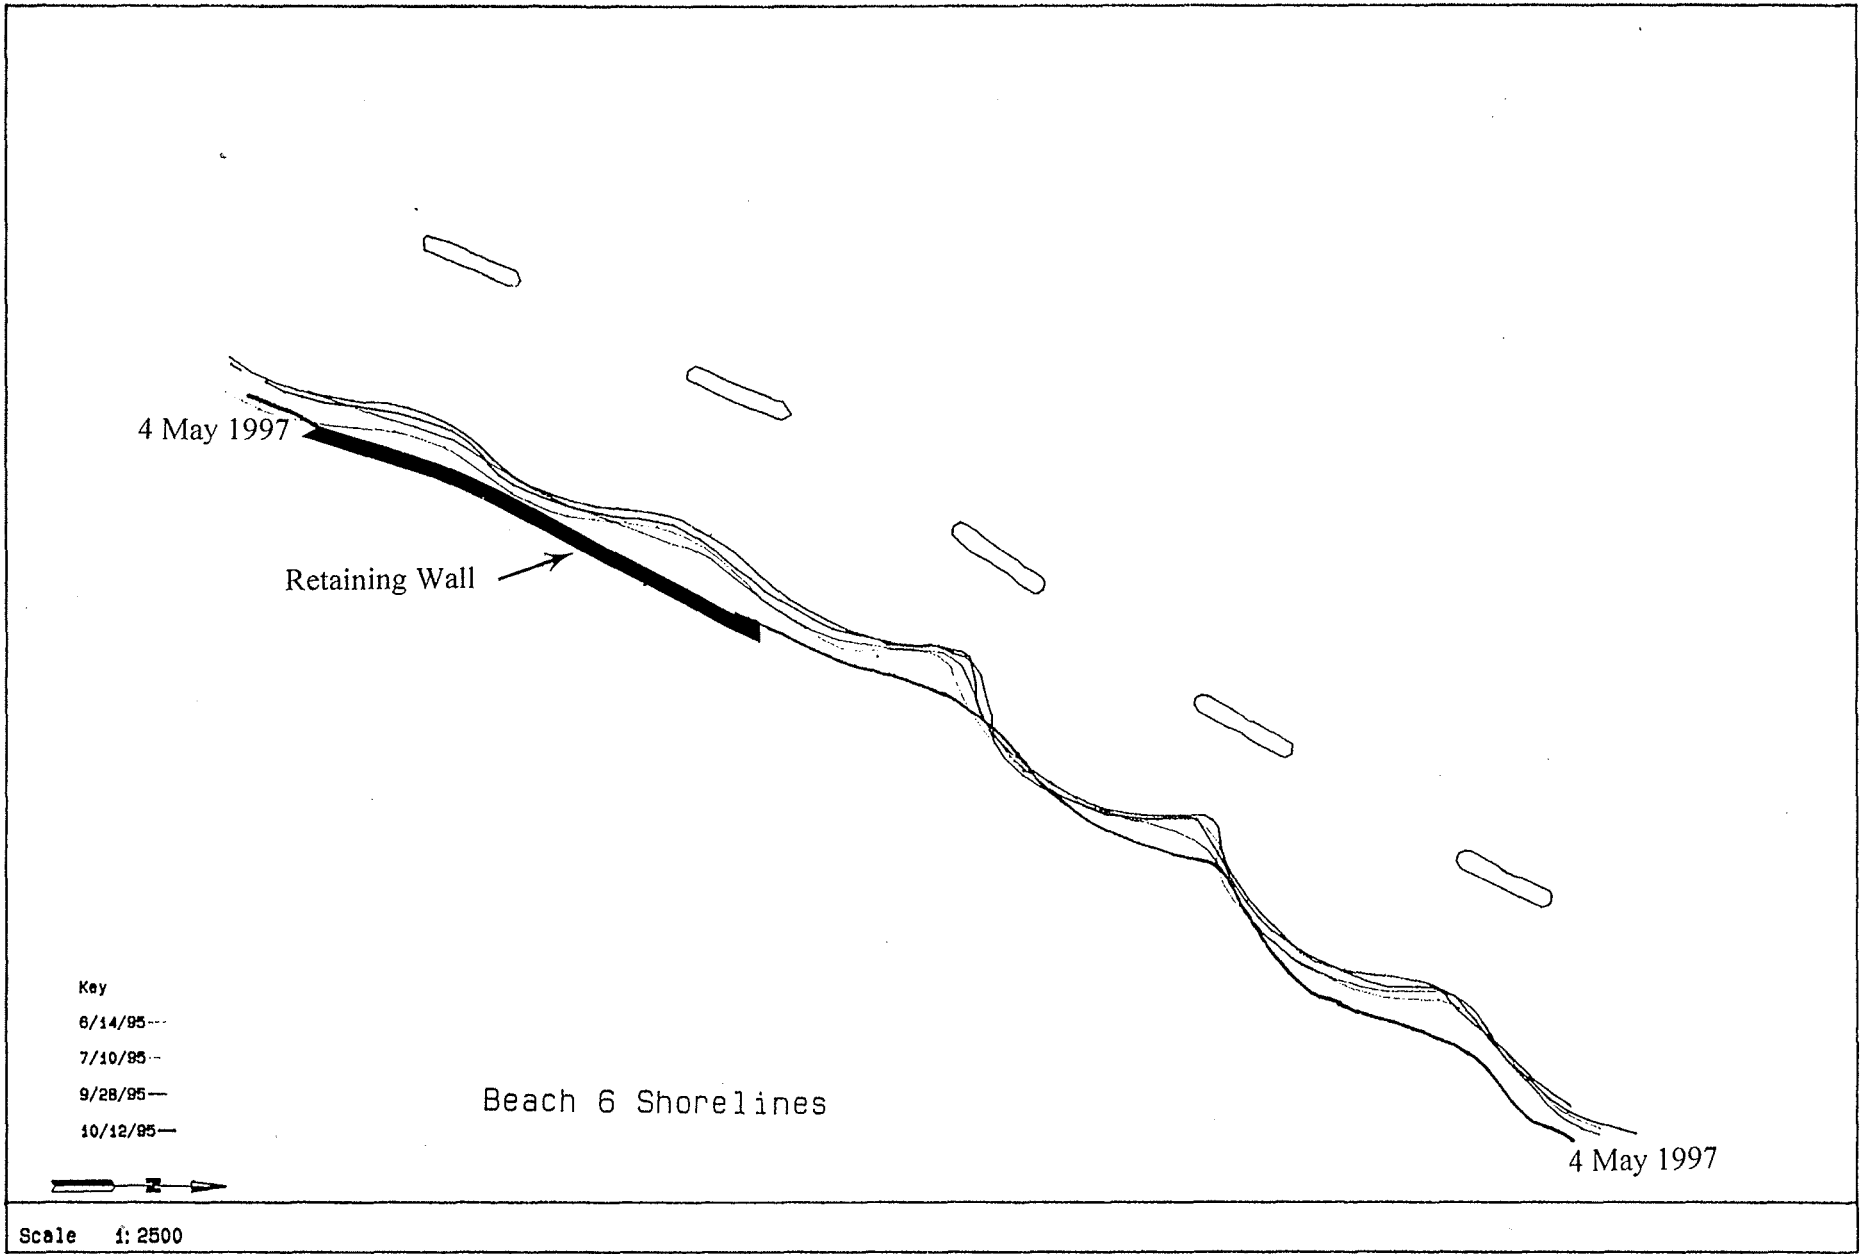 4 May 1997
Retaining Wall
Key
6/14/95---
7/10/95--
9/28/95—
10/12/95—
Beach 6 Shorelines
4 May 1997
N
Scale 1:2500